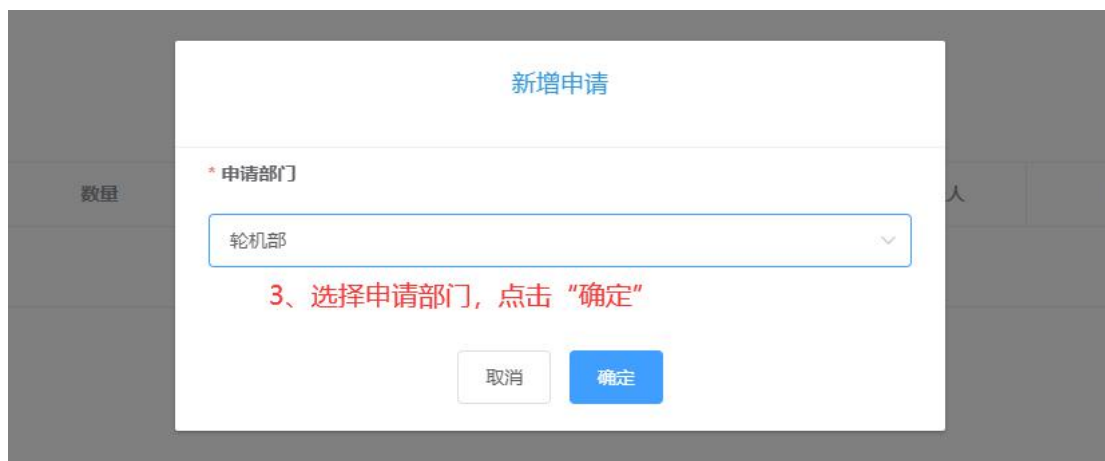 新增申请
* 申请部门
数量
人
轮机部
3、选择申请部门，点击“确定”
取消
确定